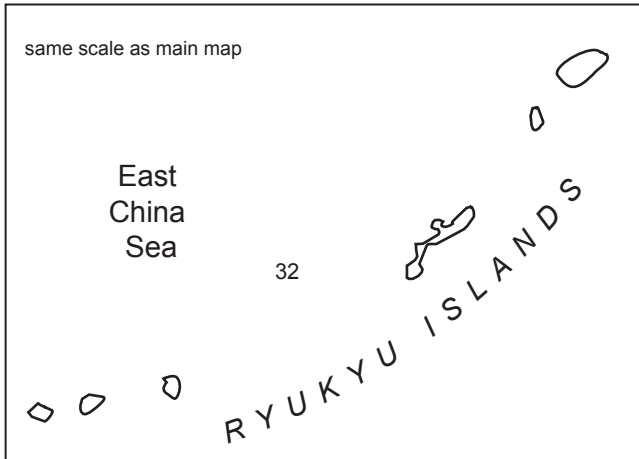 same scale as main map
East
China
Sea
32
RYUKYU ISLANDS